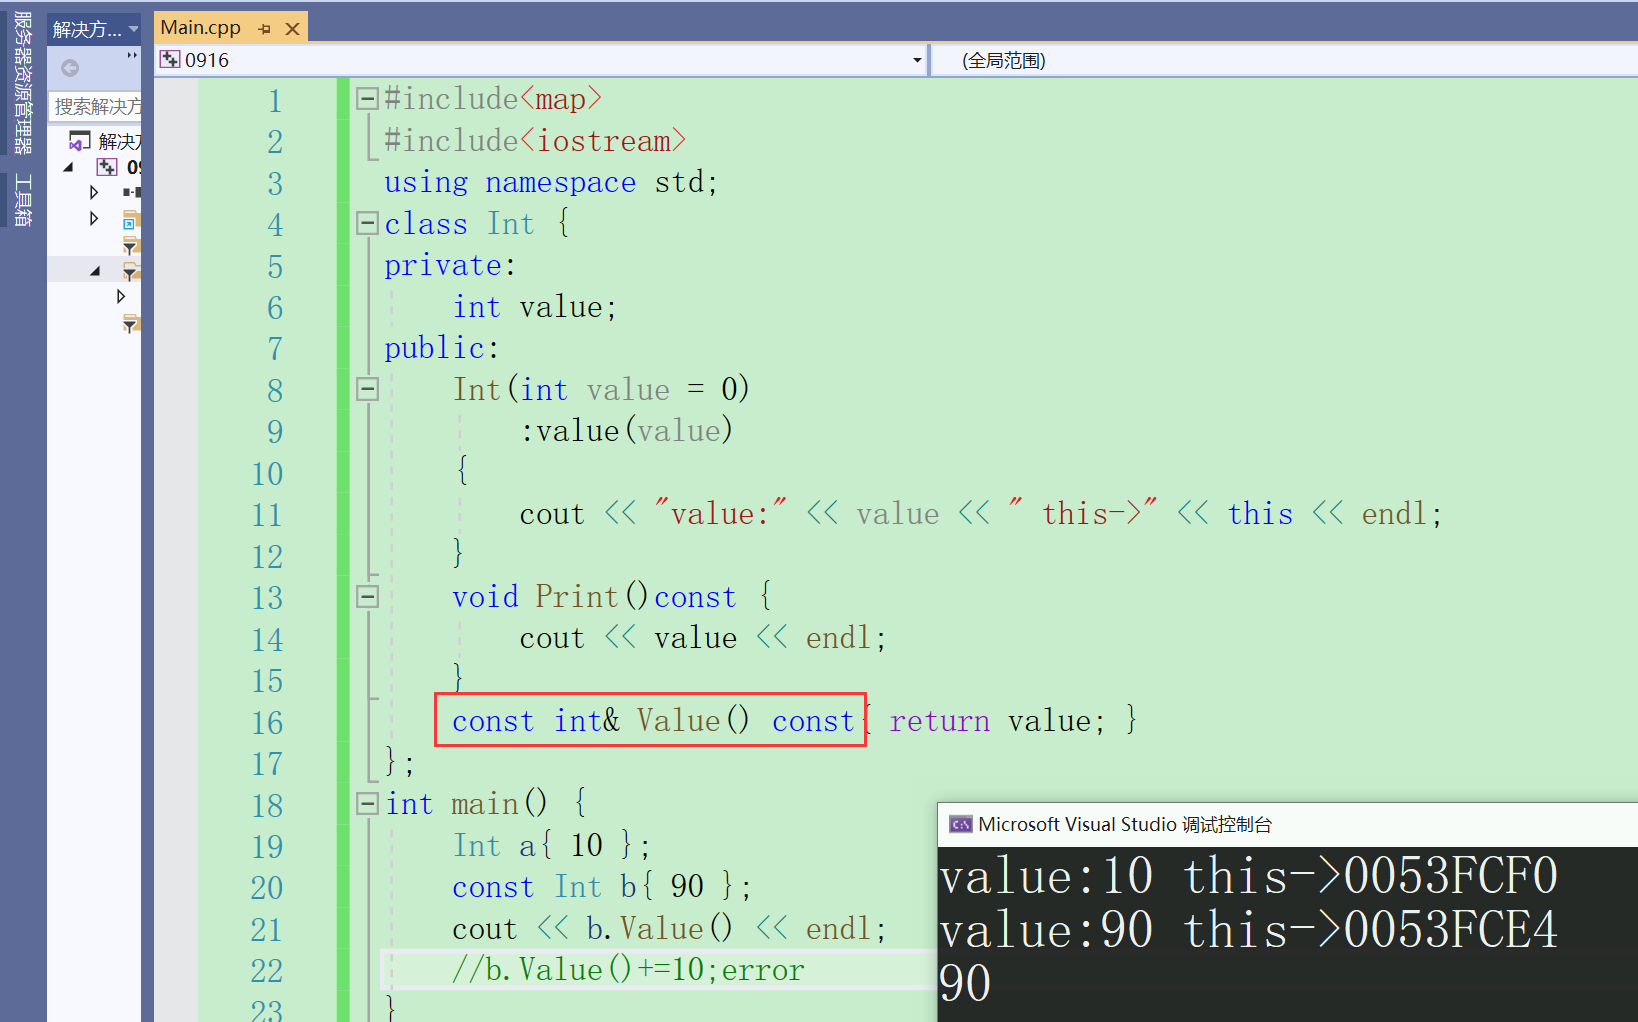 服务器资源管理器
工具箱
解决方...
搜索解决方
解决方
09
Main.cpp
0916
(全局范围)
1 #include<map>
2 #include<iostream>
3 using namespace std;
4 class Int {
5 private:
6 int value;
7 public:
8 Int(int value = 0)
9 :value(value)
10 {
11 cout << "value:" << value << " this->" << this << endl;
12 }
13 void Print()const {
14 cout << value << endl;
15 }
16 const int& Value() const{ return value; }
17 };
18 int main() {
19 Int a{ 10 };
20 const Int b{ 90 };
21 cout << b.Value() << endl;
22 //b.Value()+=10;error
23 }
Microsoft Visual Studio 调试控制台
value:10 this->0053FCF0
value:90 this->0053FCE4
90